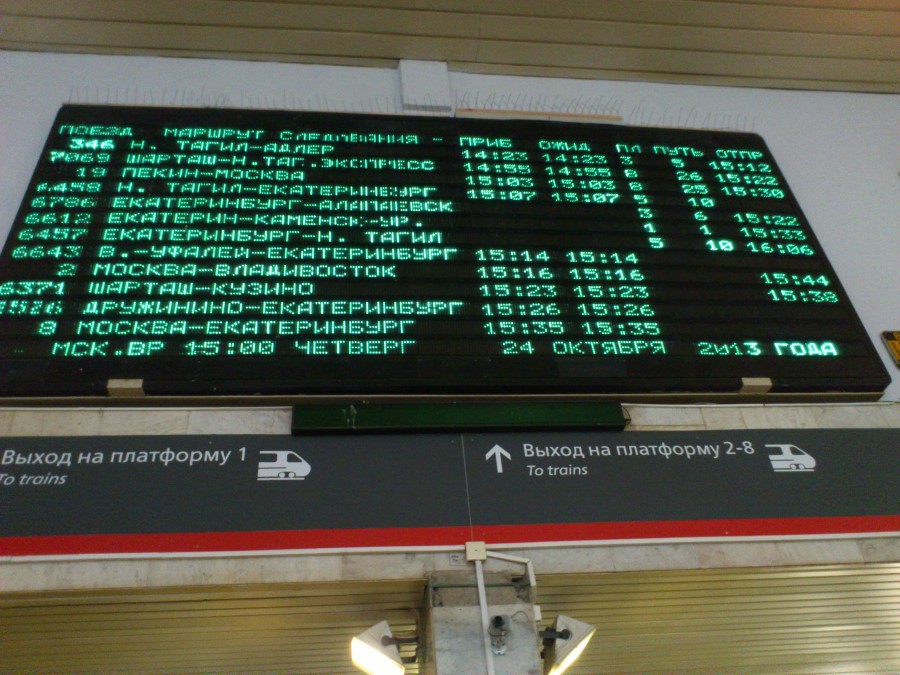 ПОЕЗД МАРШРУТ СЛЕДОВАНИЯ - ПРИБ ОЖИД ПЛ ПУТЬ ОТПР
346 Н. ТАГИЛ-АДЛЕР 14:23 14:23 3 5 15:12
7069 ШАРТАШ-Н.ТАГ.ЭКСПРЕСС 14:55 14:55 26 15:22
19 ПЕКИН-МОСКВА 15:03 15:03 15:30
6458 Н. ТАГИЛ-ЕКАТЕРИНБУРГ 15:07 15:07 5 10
6786 ЕКАТЕРИНБУРГ-АЛАПАЕВСК 3 6 15:22
6612 ЕКАТЕРИН-КАМЕНСК-УР. 1 1 15:33
6457 ЕКАТЕРИНБУРГ-Н. ТАГИЛ 5 10 16:06
6643 В.-УФАЛЕЙ-ЕКАТЕРИНБУРГ 15:14 15:14
2 МОСКВА-ВЛАДИВОСТОК 15:16 15:16 15:44
6371 ШАРТАШ-КУЗИНО 15:23 15:23 15:38
ДРУЖИНИНО-ЕКАТЕРИНБУРГ 15:26 15:26
8 МОСКВА-ЕКАТЕРИНБУРГ 15:35 15:35
МСК.ВР 15:00 ЧЕТВЕРГ 24 ОКТЯБРЯ 2013 ГОДА
Выход на платформу 1
To trains
Выход на платформу 2-8
To trains